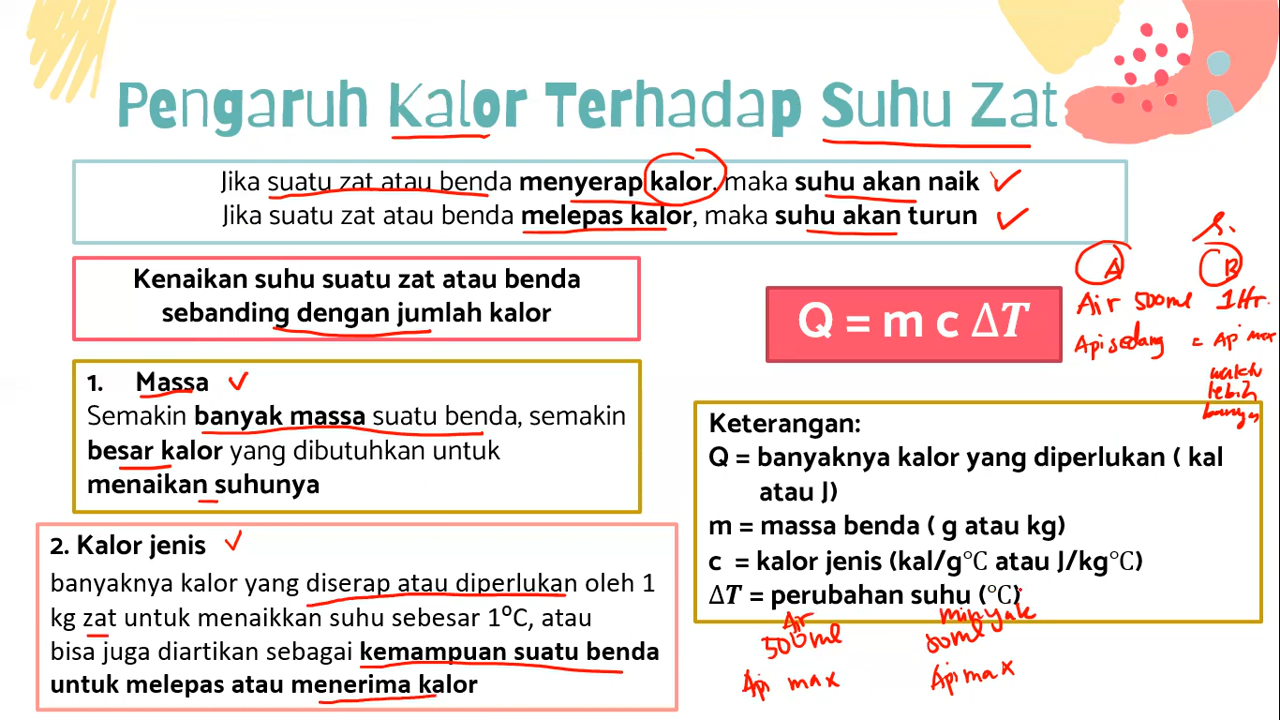 Pengaruh Kalor Terhadap Suhu Zat
Jika suatu zat atau benda menyerap kalor, maka suhu akan naik
Jika suatu zat atau benda melepas kalor, maka suhu akan turun
Kenaikan suhu suatu zat atau benda
sebanding dengan jumlah kalor
Q = m c ΔT
A
B
Air 500ml 1 ltr.
Api sedang = Api max
waktu
lebih
1. Massa
Semakin banyak massa suatu benda, semakin
besar kalor yang dibutuhkan untuk
menaikan suhunya
2. Kalor jenis
banyaknya kalor yang diserap atau diperlukan oleh 1
kg zat untuk menaikkan suhu sebesar 1°C, atau
bisa juga diartikan sebagai kemampuan suatu benda
untuk melepas atau menerima kalor
Keterangan:
Q = banyaknya kalor yang diperlukan ( kal
atau J)
m = massa benda ( g atau kg)
c = kalor jenis (kal/g℃ atau J/kg℃)
ΔT = perubahan suhu (℃)
Air minyak
500ml
Api max Api max